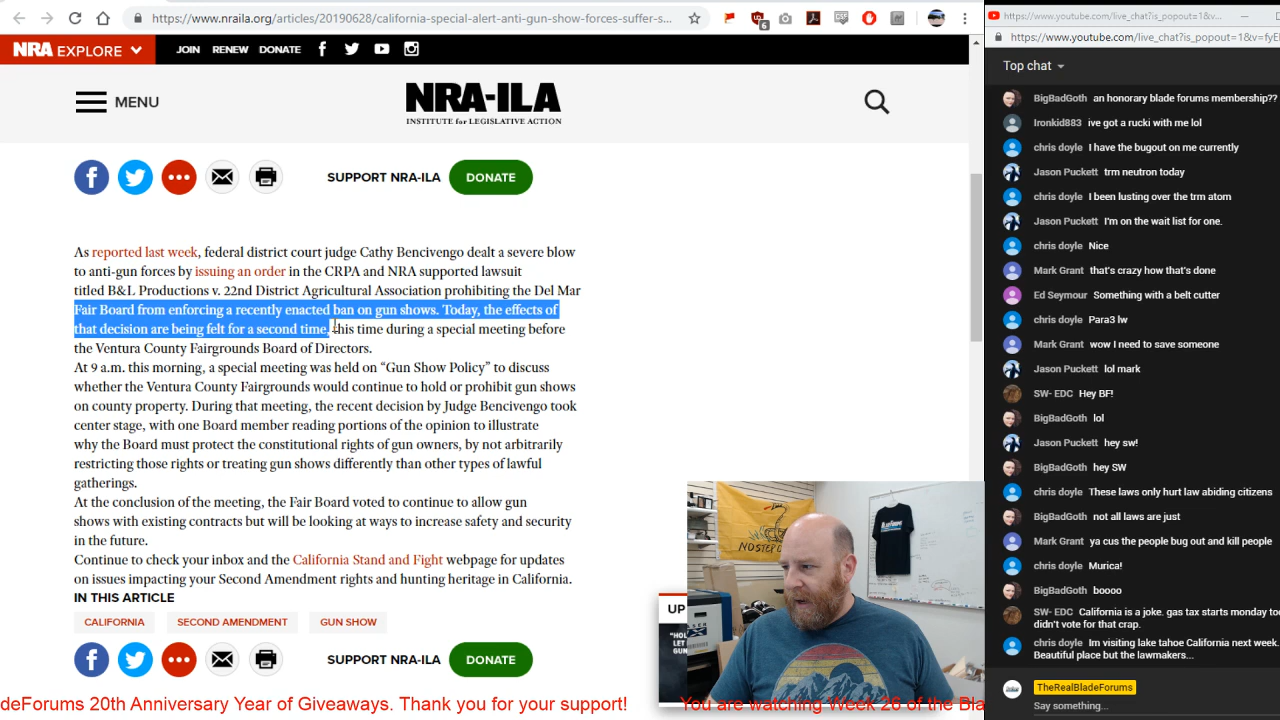 https://www.nraila.org/articles/20190628/california-special-alert-anti-gun-show-forces-suffer-s...
6
https://www.youtube.com/live_chat?is_popout=1&v...
https://www.youtube.com/live_chat?is_popout=1&v=fyE
NRA EXPLORE
JOIN RENEW DONATE
MENU
NRA-ILA
INSTITUTE for LEGISLATIVE ACTION
SUPPORT NRA-ILA DONATE
As reported last week, federal district court judge Cathy Bencivengo dealt a severe blow
to anti-gun forces by issuing an order in the CRPA and NRA supported lawsuit
titled B&L Productions v. 22nd District Agricultural Association prohibiting the Del Mar
Fair Board from enforcing a recently enacted ban on gun shows. Today, the effects of
that decision are being felt for a second time. This time during a special meeting before
the Ventura County Fairgrounds Board of Directors.
At 9 a.m. this morning, a special meeting was held on “Gun Show Policy” to discuss
whether the Ventura County Fairgrounds would continue to hold or prohibit gun shows
on county property. During that meeting, the recent decision by Judge Bencivengo took
center stage, with one Board member reading portions of the opinion to illustrate
why the Board must protect the constitutional rights of gun owners, by not arbitrarily
restricting those rights or treating gun shows differently than other types of lawful
gatherings.
At the conclusion of the meeting, the Fair Board voted to continue to allow gun
shows with existing contracts but will be looking at ways to increase safety and security
in the future.
Continue to check your inbox and the California Stand and Fight webpage for updates
on issues impacting your Second Amendment rights and hunting heritage in California.
IN THIS ARTICLE
CALIFORNIA SECOND AMENDMENT GUN SHOW
SUPPORT NRA-ILA DONATE
UP
"HOL
LET
GUN
NO STEP
Top chat
BigBadGoth an honorary blade forums membership??
Ironkid883 ive got a rucki with me lol
chris doyle I have the bugout on me currently
Jason Puckett trm neutron today
chris doyle I been lusting over the trm atom
Jason Puckett I'm on the wait list for one.
chris doyle Nice
Mark Grant that's crazy how that's done
Ed Seymour Something with a belt cutter
chris doyle Para3 lw
Mark Grant wow I need to save someone
Jason Puckett lol mark
SW- EDC Hey BF!
BigBadGoth lol
Jason Puckett hey sw!
BigBadGoth hey SW
chris doyle These laws only hurt law abiding citizens
BigBadGoth not all laws are just
Mark Grant ya cus the people bug out and kill people
chris doyle Murica!
BigBadGoth boooo
SW- EDC California is a joke. gas tax starts monday to
didn't vote for that crap.
chris doyle Im visiting lake tahoe California next week.
Beautiful place but the lawmakers...
TheRealBladeForums
Say something...
deForums 20th Anniversary Year of Giveaways. Thank you for your support! You are watching Week 26 of the Bla